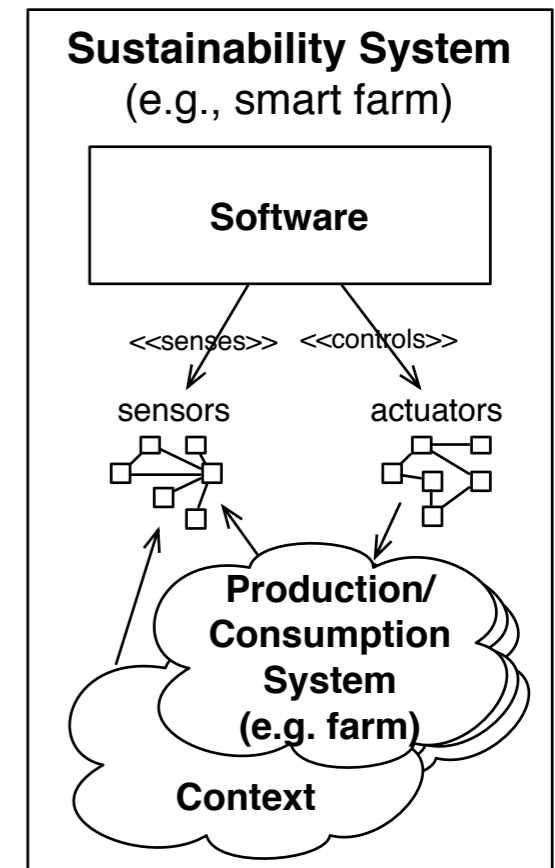 Sustainability System
(e.g., smart farm)
Software
<<senses>> <<controls>>
sensors actuators
Production/
Consumption
System
(e.g. farm)
Context